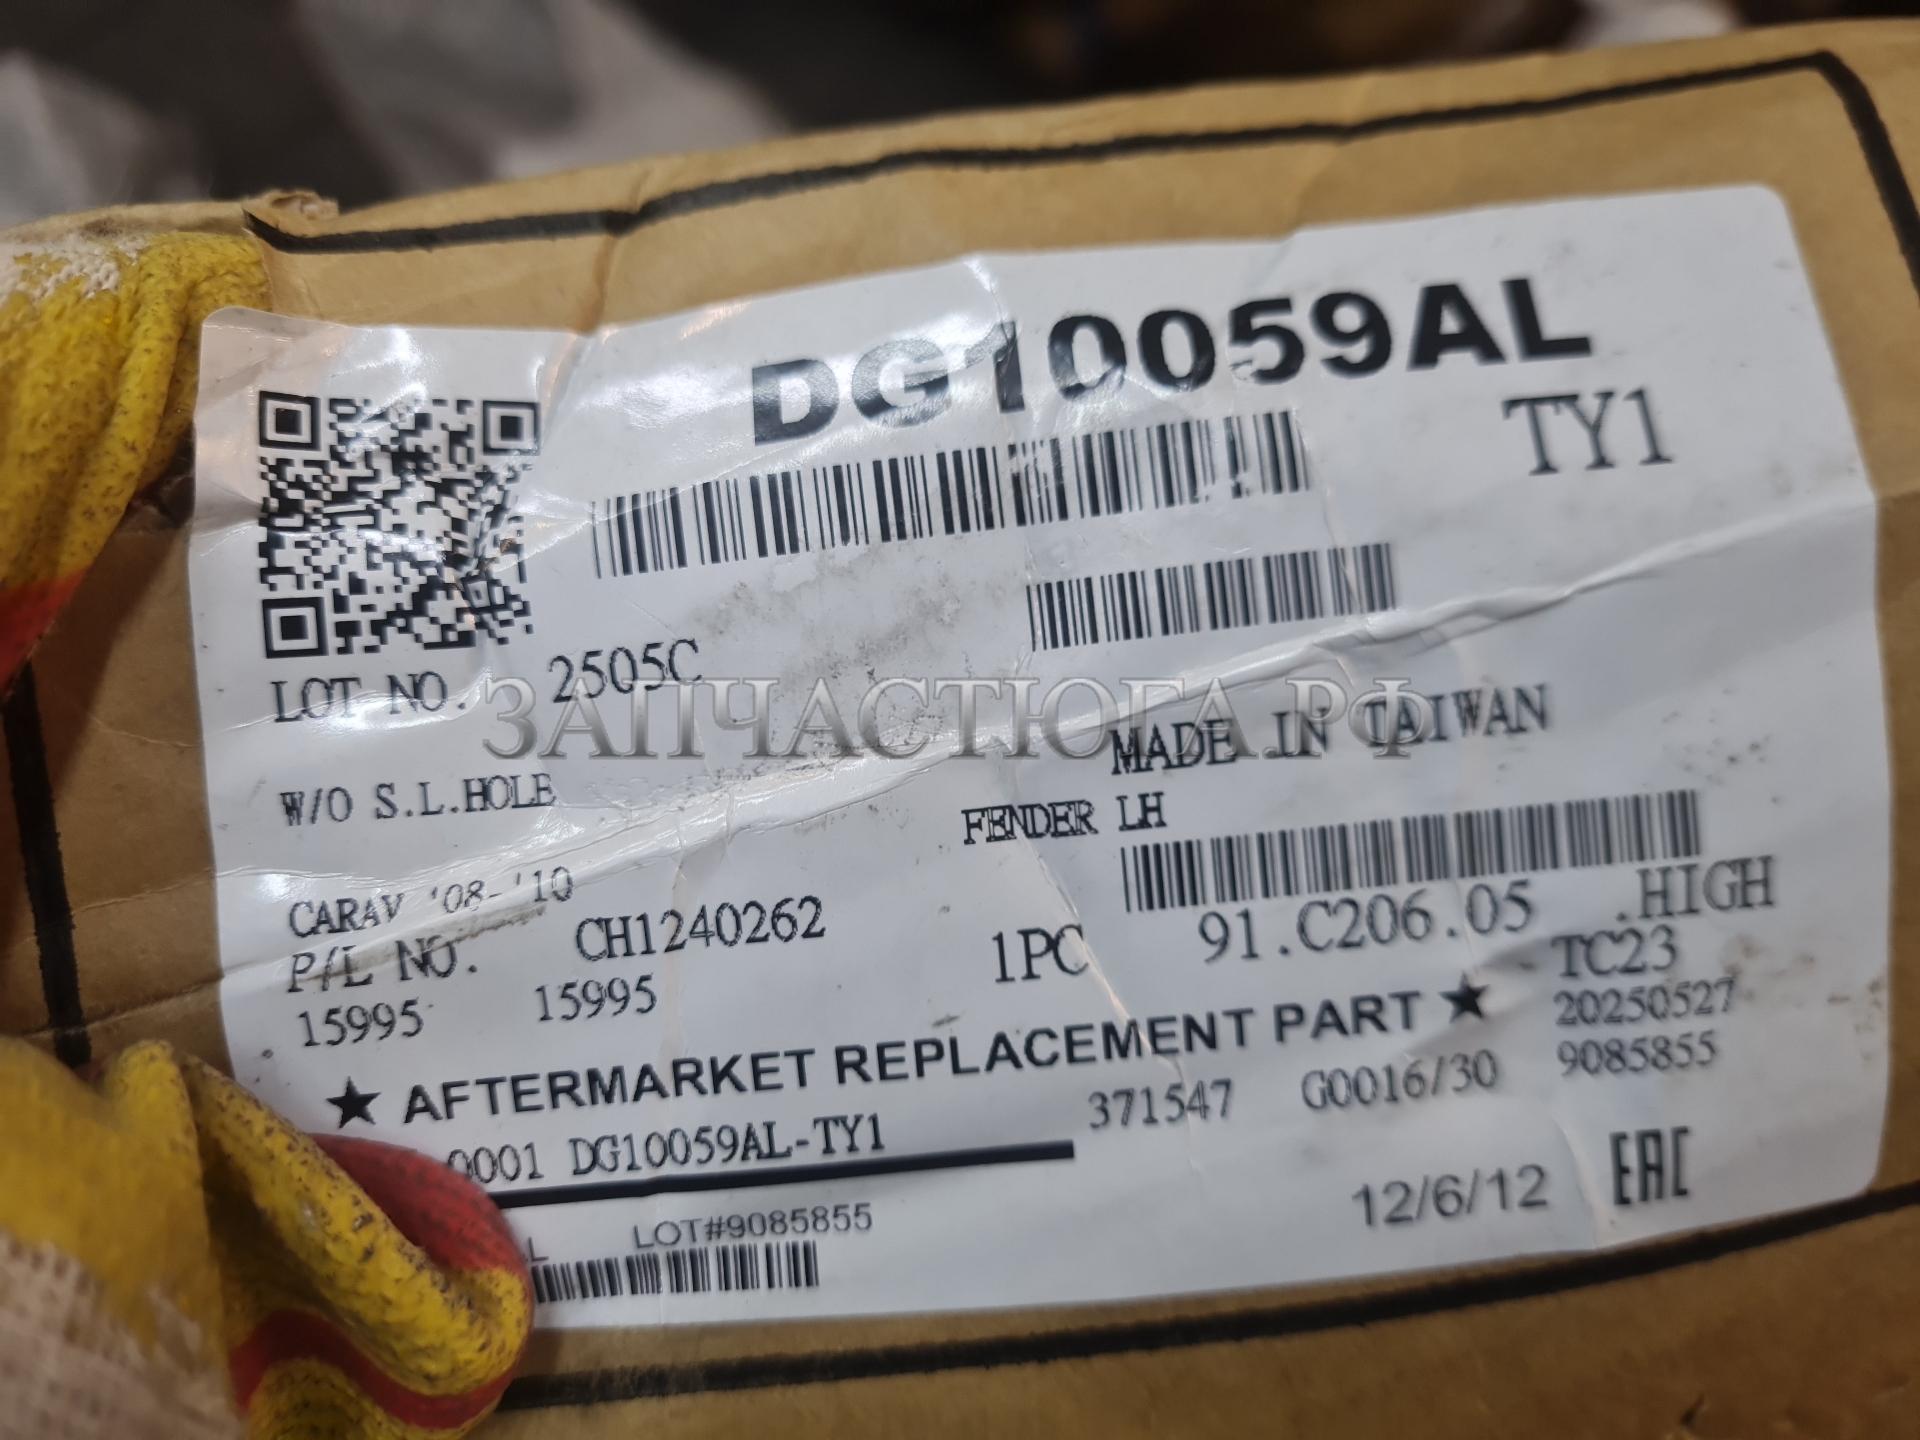 DG10059AL
TY1
LOT NO. 2505C
ЗАПЧАСТЮГА.РФ
MADE IN TAIWAN
W/O S.L.HOLE
FENDER LH
CARAV '08-'10
P/L NO. CH1240262
1PC 91.C206.05 .HIGH
15995 15995
TC23
★ AFTERMARKET REPLACEMENT PART ★
20250527
0001 DG10059AL-TY1
371547 G0016/30 9085855
LOT#9085855
12/6/12 EAC